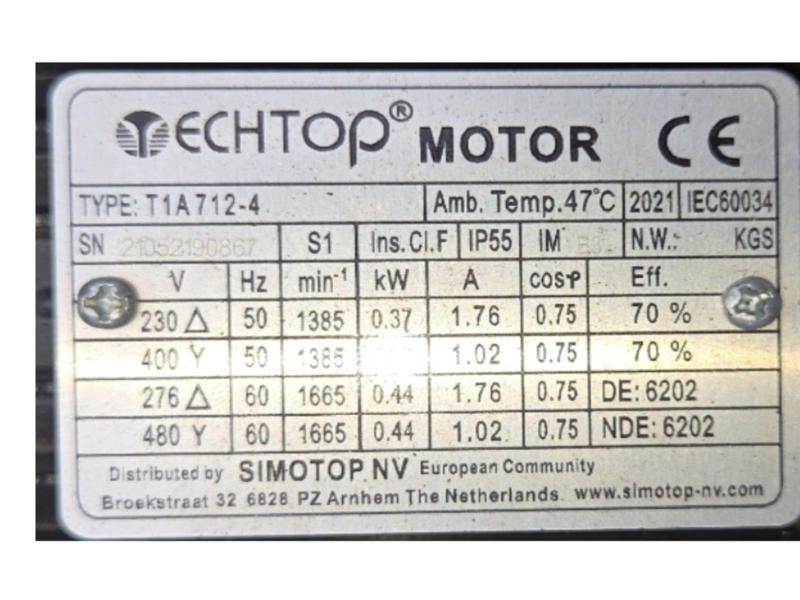 TECHTOP® MOTOR CE
TYPE: T1A712-4 Amb. Temp. 47°C 2021 IEC60034
SN 21052190867 S1 Ins. Cl. F IP55 IM N.W.: KGS
V Hz min⁻¹ kW A cosφ Eff.
230 Δ 50 1385 0.37 1.76 0.75 70 %
400 Y 50 1385 1.02 0.75 70 %
276 Δ 60 1665 0.44 1.76 0.75 DE: 6202
480 Y 60 1665 0.44 1.02 0.75 NDE: 6202
Distributed by SIMOTOP NV European Community
Broekstraat 32 6828 PZ Arnhem The Netherlands. www.simotop-nv.com